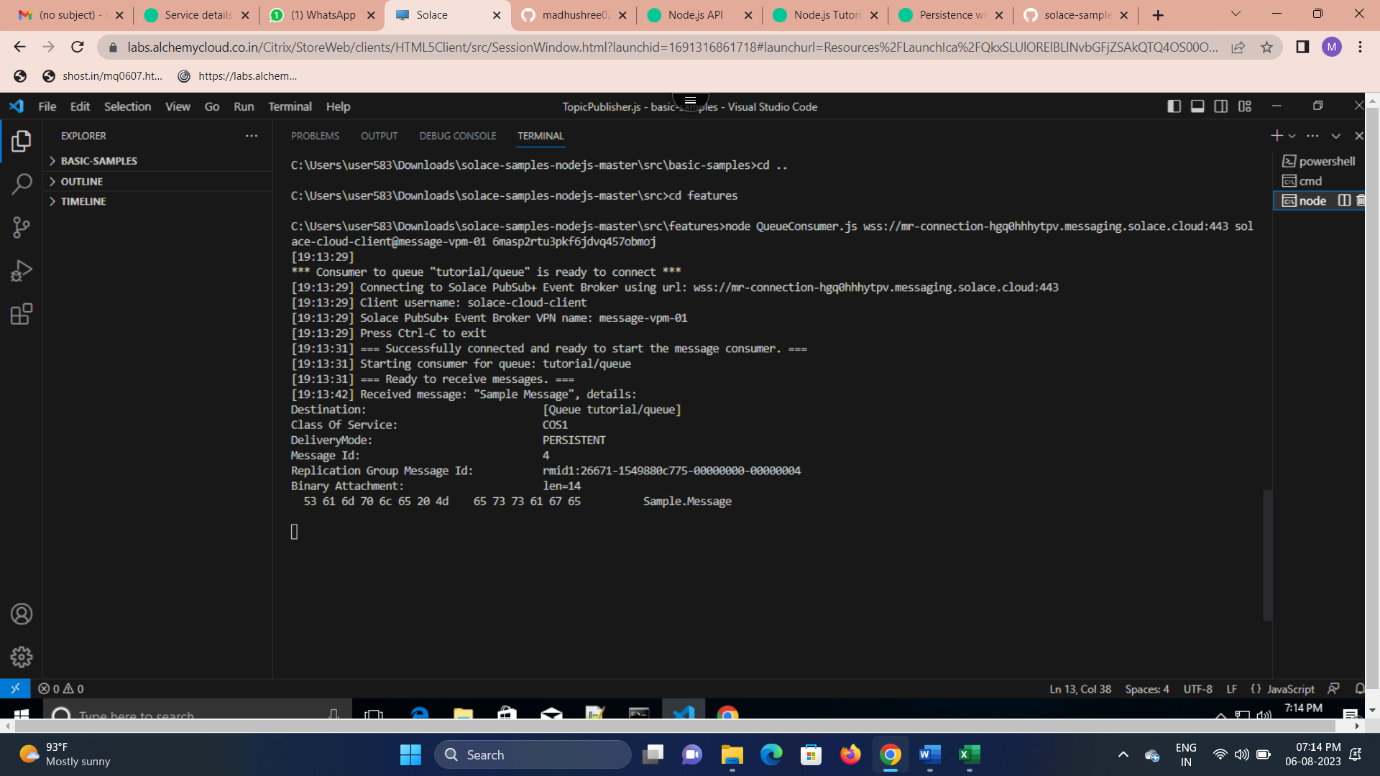 (no subject) -
Service details
(1) WhatsApp
Solace
madhushree02
Node.js API
Node.js Tutori
Persistence wi
solace-sample
labs.alchemycloud.co.in/Citrix/StoreWeb/clients/HTML5Client/src/SessionWindow.html?launchid=1691316861718#launchurl=Resources%2FLaunchIca%2F
M
shost.in/mq0607.ht...
https://labs.alchem...
File Edit Selection View Go Run Terminal Help
TopicPublisher.js - basic-samples - Visual Studio Code
EXPLORER
BASIC-SAMPLES
OUTLINE
TIMELINE
PROBLEMS OUTPUT DEBUG CONSOLE TERMINAL
powershell
cmd
node
C:\Users\user583\Downloads\solace-samples-nodejs-master\src\basic-samples>cd ..
C:\Users\user583\Downloads\solace-samples-nodejs-master\src>cd features
C:\Users\user583\Downloads\solace-samples-nodejs-master\src\features>node QueueConsumer.js wss://mr-connection-hgq0hhhytpv.messaging.solace.cloud:443 sol
ace-cloud-client@message-vpm-01 6masp2rtu3pkf6jdvq457obmoj
[19:13:29]
*** Consumer to queue "tutorial/queue" is ready to connect ***
[19:13:29] Connecting to Solace PubSub+ Event Broker using url: wss://mr-connection-hgq0hhhytpv.messaging.solace.cloud:443
[19:13:29] Client username: solace-cloud-client
[19:13:29] Solace PubSub+ Event Broker VPN name: message-vpm-01
[19:13:29] Press Ctrl-C to exit
[19:13:31] === Successfully connected and ready to start the message consumer. ===
[19:13:31] Starting consumer for queue: tutorial/queue
[19:13:31] === Ready to receive messages. ===
[19:13:42] Received message: "Sample Message", details:
Destination: [Queue tutorial/queue]
Class Of Service: COS1
DeliveryMode: PERSISTENT
Message Id: 4
Replication Group Message Id: rmid1:26671-1549880c775-00000000-00000004
Binary Attachment: len=14
53 61 6d 70 6c 65 20 4d 65 73 73 61 67 65 Sample.Message
0 0
Ln 13, Col 38 Spaces: 4 UTF-8 LF {} JavaScript
Type here to search
7:14 PM
93°F
Mostly sunny
Search
ENG
IN
07:14 PM
06-08-2023